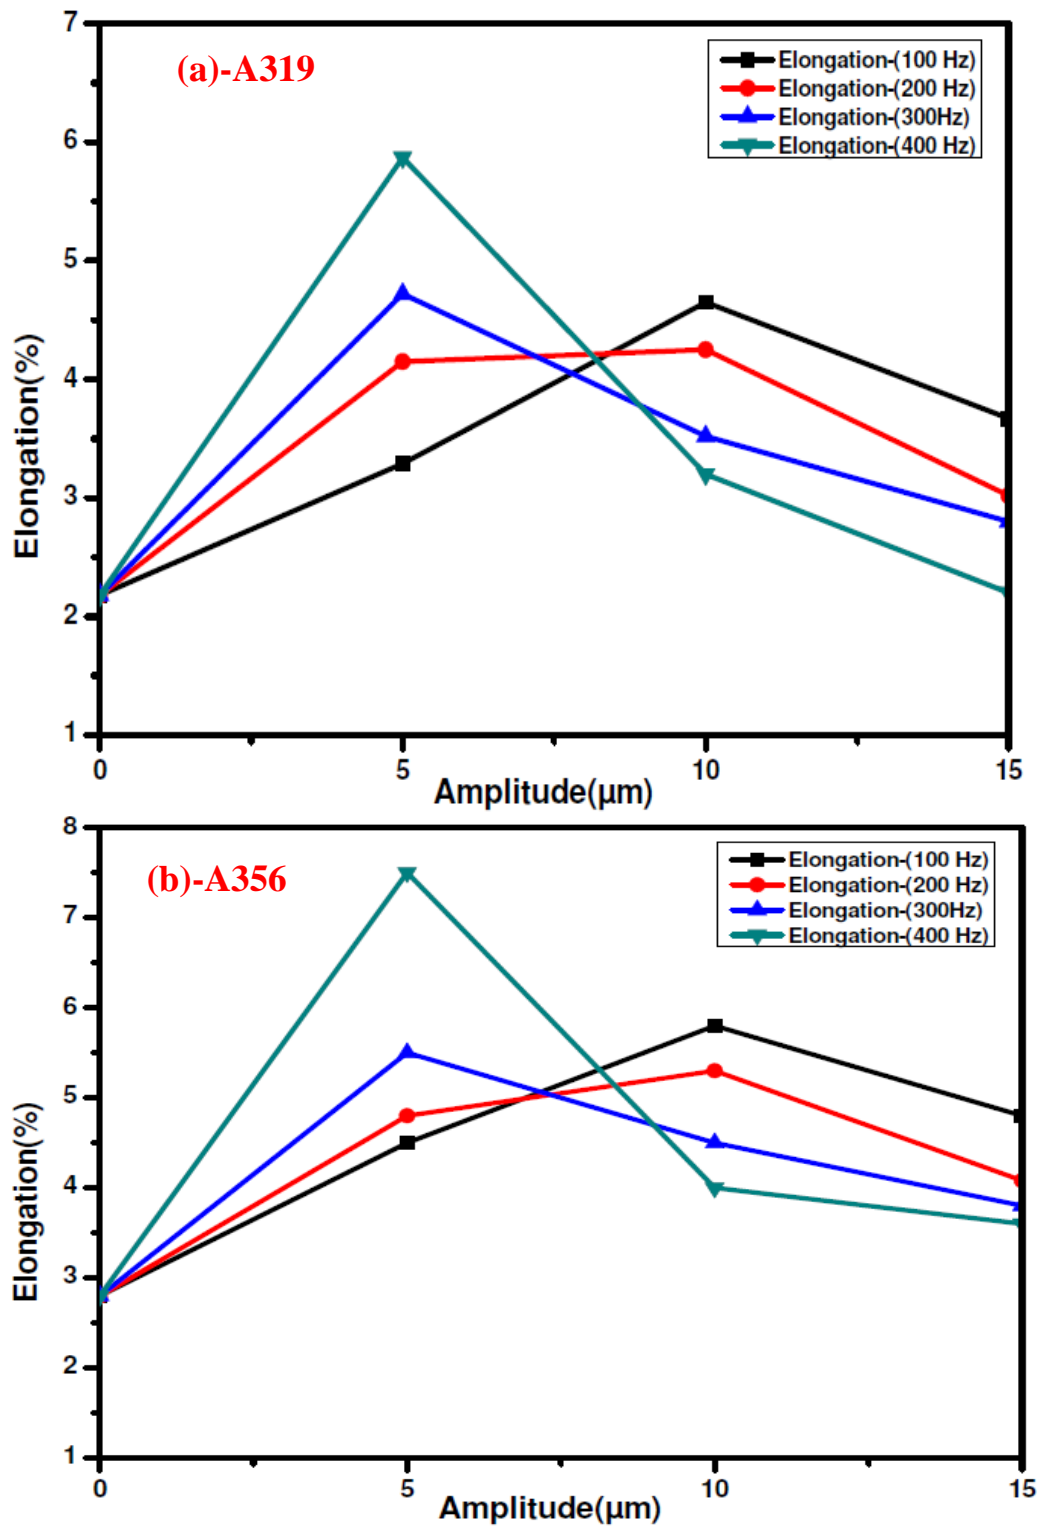 (a)-A319
Elongation-(100 Hz)
Elongation-(200 Hz)
Elongation-(300Hz)
Elongation-(400 Hz)
7
6
5
4
3
2
1
Elongation(%)
0 5 10 15
Amplitude(μm)
(b)-A356
Elongation-(100 Hz)
Elongation-(200 Hz)
Elongation-(300Hz)
Elongation-(400 Hz)
8
7
6
5
4
3
2
1
Elongation(%)
0 5 10 15
Amplitude(μm)